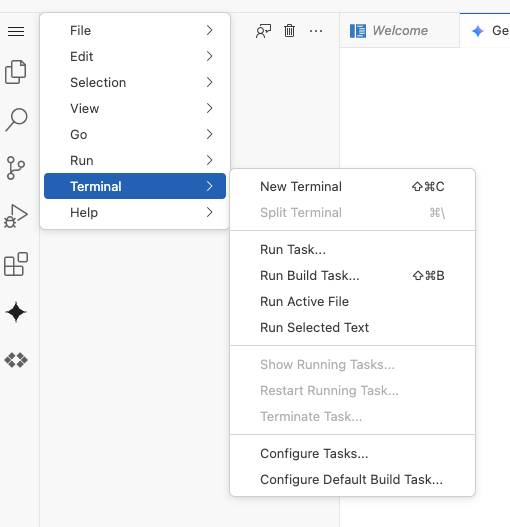 File
Edit
Selection
View
Go
Run
Terminal
Help
Welcome
Ge
New Terminal ⇧⌘C
Split Terminal ⌘\
Run Task...
Run Build Task... ⇧⌘B
Run Active File
Run Selected Text
Show Running Tasks...
Restart Running Task...
Terminate Task...
Configure Tasks...
Configure Default Build Task...